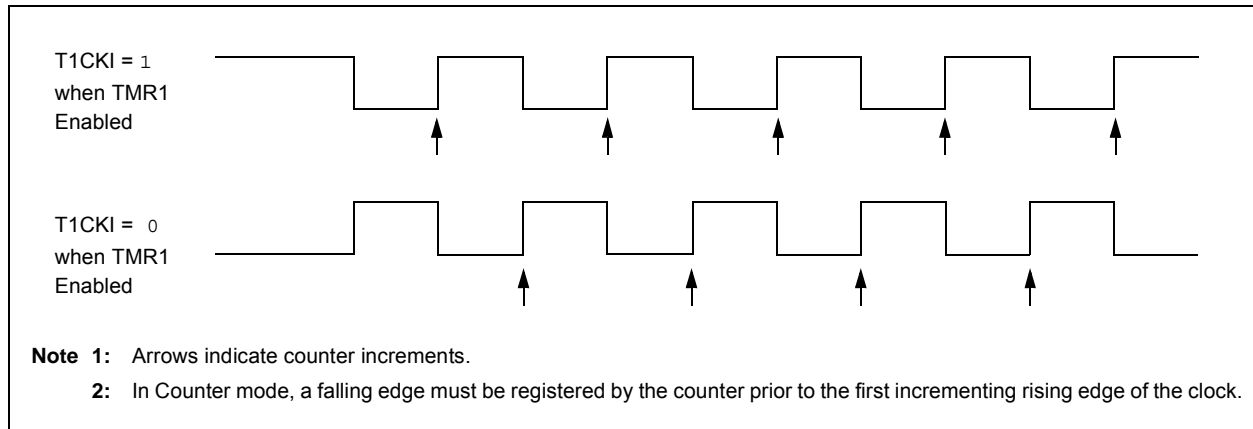 T1CKI = 1
when TMR1
Enabled
T1CKI = 0
when TMR1
Enabled
Note 1: Arrows indicate counter increments.
2: In Counter mode, a falling edge must be registered by the counter prior to the first incrementing rising edge of the clock.